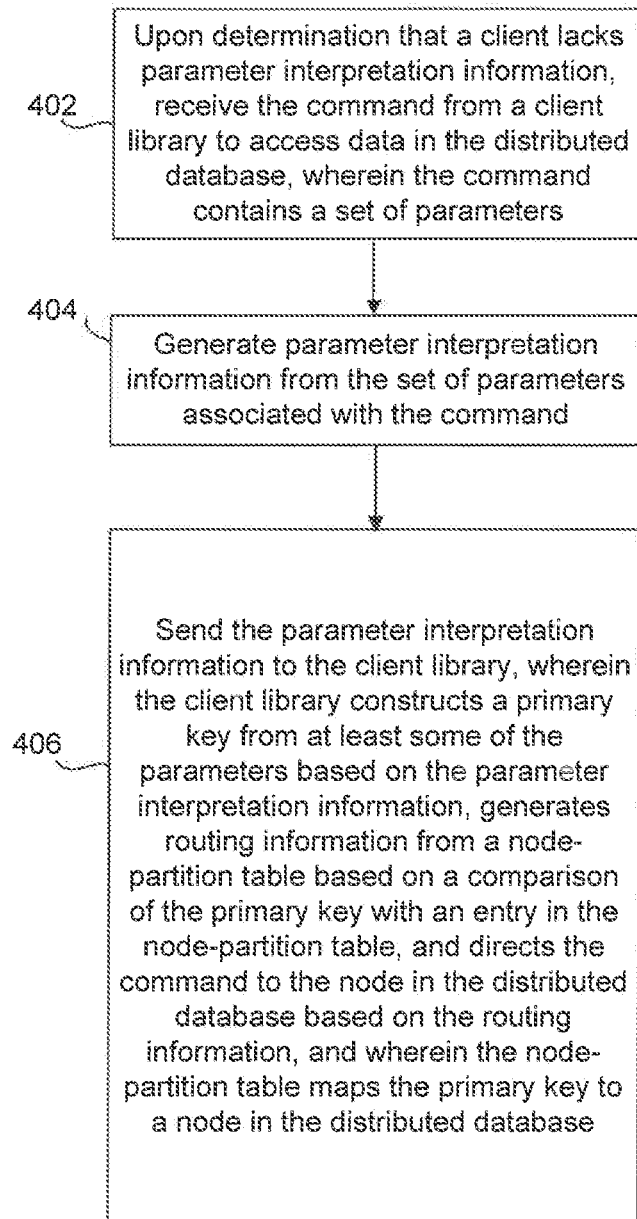 Upon determination that a client lacks
parameter interpretation information,
402
receive the command from a client
library to access data in the distributed
database, wherein the command
contains a set of parameters
404
Generate parameter interpretation
information from the set of parameters
associated with the command
Send the parameter interpretation
information to the client library, wherein
the client library constructs a primary
406
key from at least some of the
parameters based on the parameter
interpretation information, generates
routing information from a node-
partition table based on a comparison
of the primary key with an entry in the
node-partition table, and directs the
command to the node in the distributed
database based on the routing
information, and wherein the node-
partition table maps the primary key to
a node in the distributed database